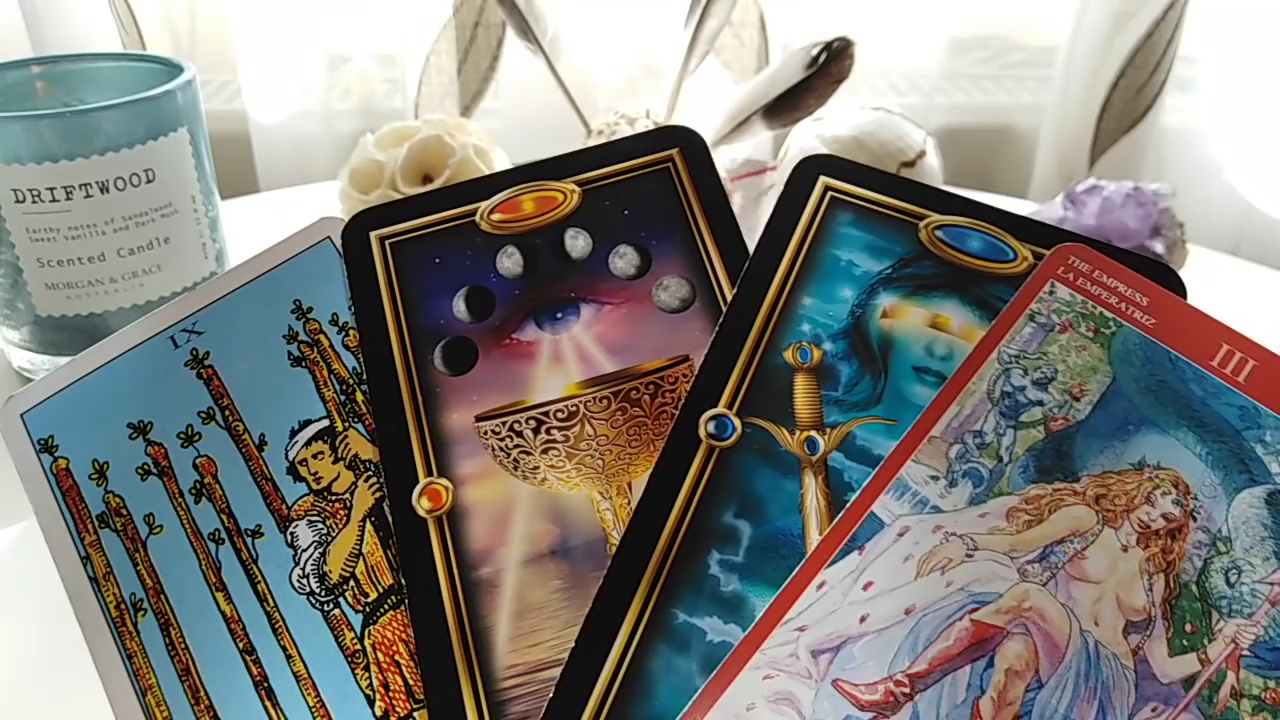 DRIFTWOOD
Earthy notes of Sandalwood,
Sweet Vanilla and Dark Musk
Scented Candle
MORGAN & GRACE
AUSTRALIA
IX
THE EMPRESS
LA EMPERATRIZ
III